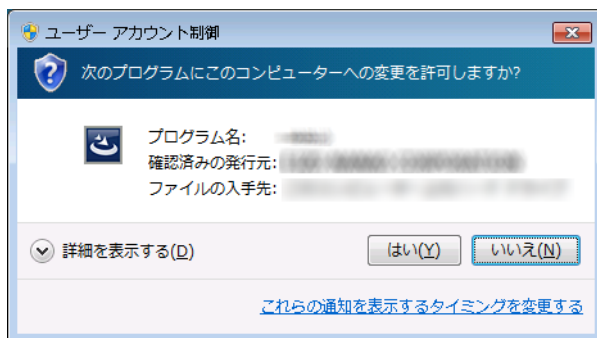 ユーザー アカウント制御
次のプログラムにこのコンピューターへの変更を許可しますか?
プログラム名:
確認済みの発行元:
ファイルの入手先:
詳細を表示する(D)
はい(Y)
いいえ(N)
これらの通知を表示するタイミングを変更する